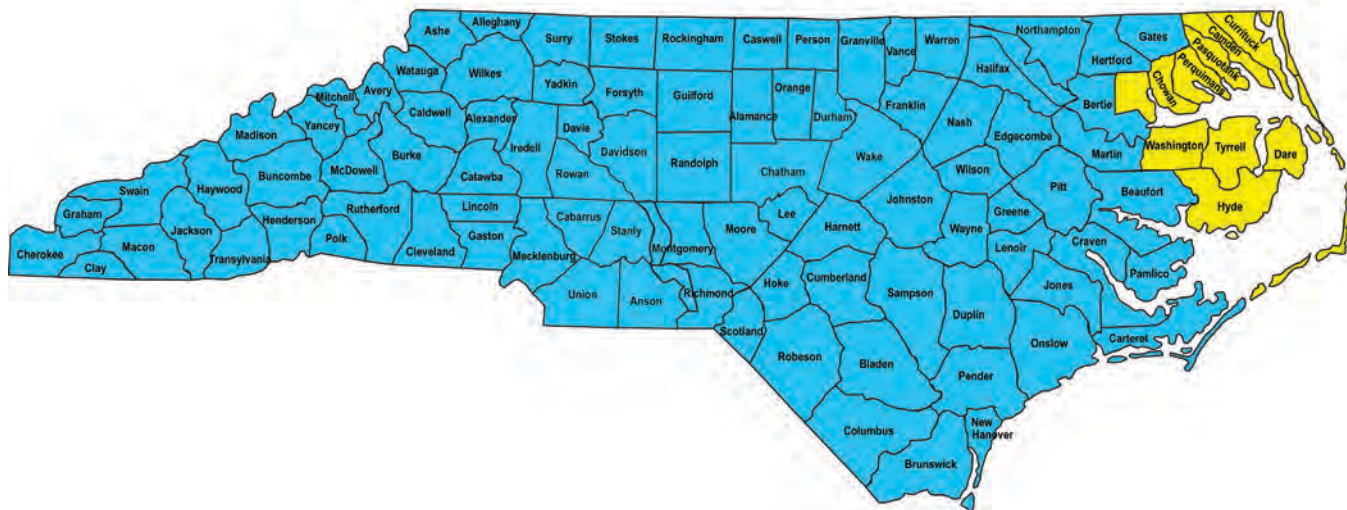 Alleghany
Ashe
Surry
Stokes
Rockingham
Caswell
Person
Granville
Vance
Warren
Northampton
Gates
Currituck
Camden
Pasquotank
Perquimans
Chowan
Hertford
Halifax
Watauga
Wilkes
Yadkin
Forsyth
Guilford
Alamance
Orange
Durham
Franklin
Bertie
Mitchell
Avery
Caldwell
Alexander
Davie
Iredell
Davidson
Randolph
Chatham
Wake
Nash
Edgecombe
Martin
Washington
Tyrrell
Dare
Madison
Yancey
Burke
McDowell
Buncombe
Catawba
Rowan
Wilson
Pitt
Beaufort
Hyde
Swain
Haywood
Graham
Jackson
Henderson
Rutherford
Polk
Cleveland
Lincoln
Gaston
Cabarrus
Stanly
Montgomery
Moore
Lee
Harnett
Johnston
Greene
Wayne
Lenoir
Craven
Pamlico
Cherokee
Macon
Clay
Transylvania
Mecklenburg
Union
Anson
Richmond
Hoke
Cumberland
Sampson
Duplin
Jones
Scotland
Robeson
Bladen
Onslow
Carteret
Pender
Columbus
New
Hanover
Brunswick